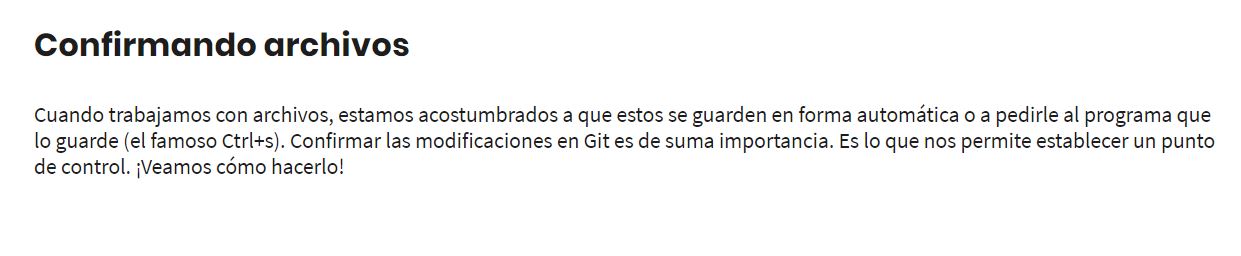 Confirmando archivos
Cuando trabajamos con archivos, estamos acostumbrados a que estos se guarden en forma automática o a pedirle al programa que
lo guarde (el famoso Ctrl+s). Confirmar las modificaciones en Git es de suma importancia. Es lo que nos permite establecer un punto
de control. ¡Veamos cómo hacerlo!